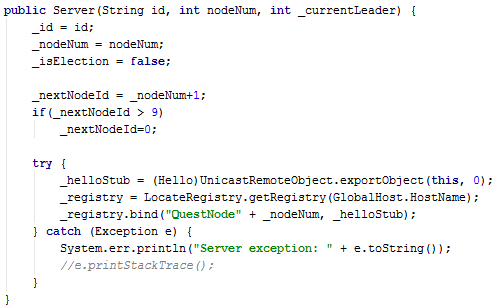 public Server(String id, int nodeNum, int _currentLeader) {
    _id = id;
    _nodeNum = nodeNum;
    _isElection = false;

    _nextNodeId = _nodeNum+1;
    if(_nextNodeId > 9)
        _nextNodeId=0;

    try {
        _helloStub = (Hello)UnicastRemoteObject.exportObject(this, 0);
        _registry = LocateRegistry.getRegistry(GlobalHost.HostName);
        _registry.bind("QuestNode" + _nodeNum, _helloStub);
    } catch (Exception e) {
        System.err.println("Server exception: " + e.toString());
        //e.printStackTrace();
    }
}